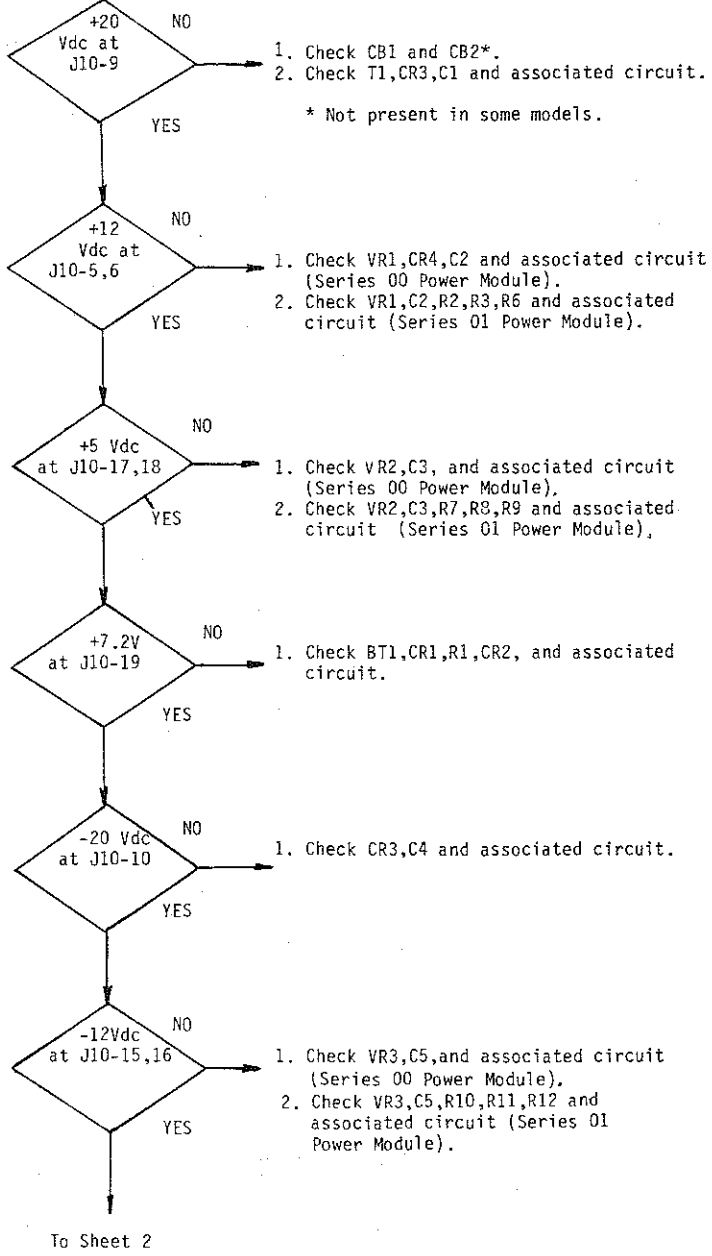 +20
Vdc at
J10-9
NO
YES
1. Check CB1 and CB2*.
2. Check T1,CR3,C1 and associated circuit.
* Not present in some models.
+12
Vdc at
J10-5,6
NO
YES
1. Check VR1,CR4,C2 and associated circuit
(Series 00 Power Module).
2. Check VR1,C2,R2,R3,R6 and associated
circuit (Series 01 Power Module).
+5 Vdc
at J10-17,18
NO
YES
1. Check VR2,C3, and associated circuit
(Series 00 Power Module).
2. Check VR2,C3,R7,R8,R9 and associated
circuit (Series 01 Power Module).
+7.2V
at J10-19
NO
YES
1. Check BT1,CR1,R1,CR2, and associated
circuit.
-20 Vdc
at J10-10
NO
YES
1. Check CR3,C4 and associated circuit.
-12Vdc
at J10-15,16
NO
YES
1. Check VR3,C5,and associated circuit
(Series 00 Power Module).
2. Check VR3,C5,R10,R11,R12 and
associated circuit (Series 01
Power Module).
To Sheet 2